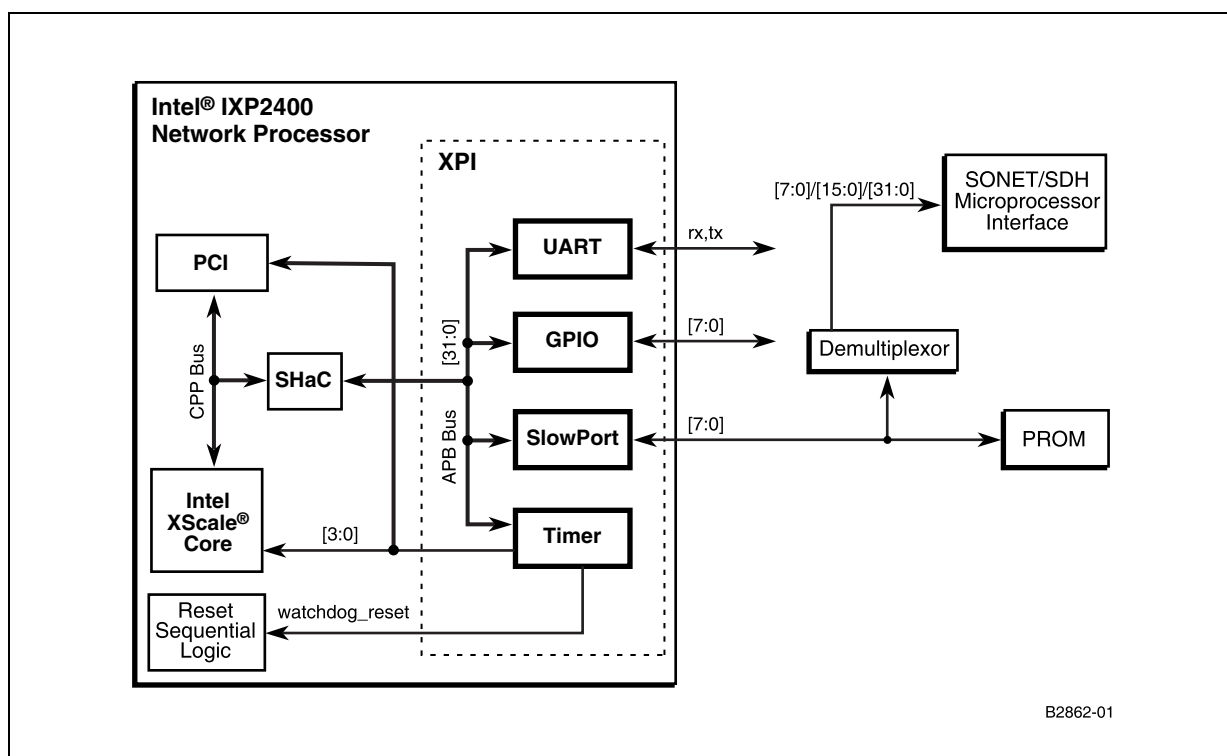 Intel® IXP2400
Network Processor
XPI
[7:0]/[15:0]/[31:0]
SONET/SDH
Microprocessor
Interface
UART
rx,tx
PCI
[31:0]
GPIO
[7:0]
Demultiplexor
CPP Bus
SHaC
APB Bus
SlowPort
[7:0]
PROM
Intel
XScale®
Core
[3:0]
Timer
Reset
Sequential
Logic
watchdog_reset
B2862-01